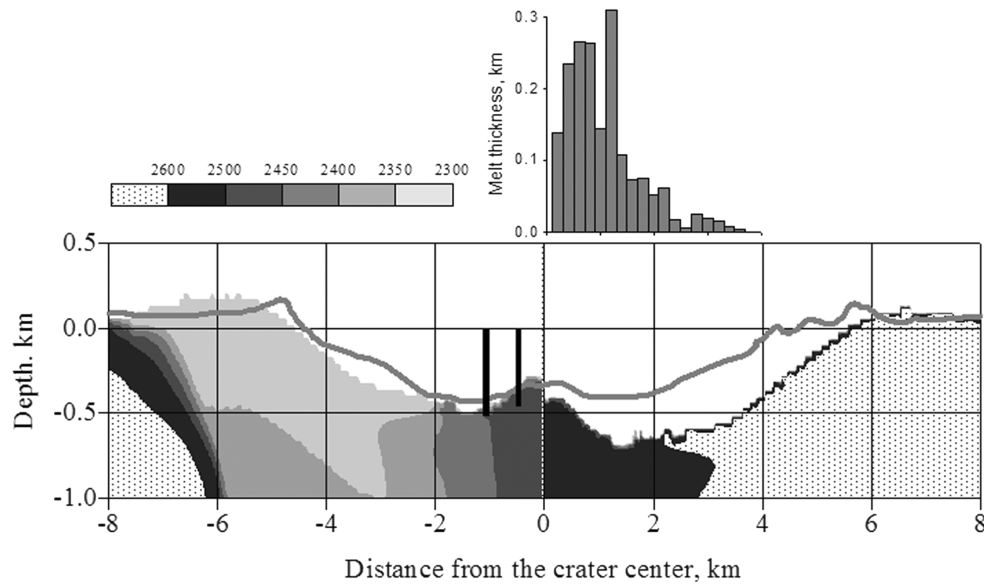 0.3
0.2
0.1
0.0
Melt thickness, km
2600 2500 2450 2400 2350 2300
0.5
0.0
-0.5
-1.0
Depth. km
-8 -6 -4 -2 0 2 4 6 8
Distance from the crater center, km